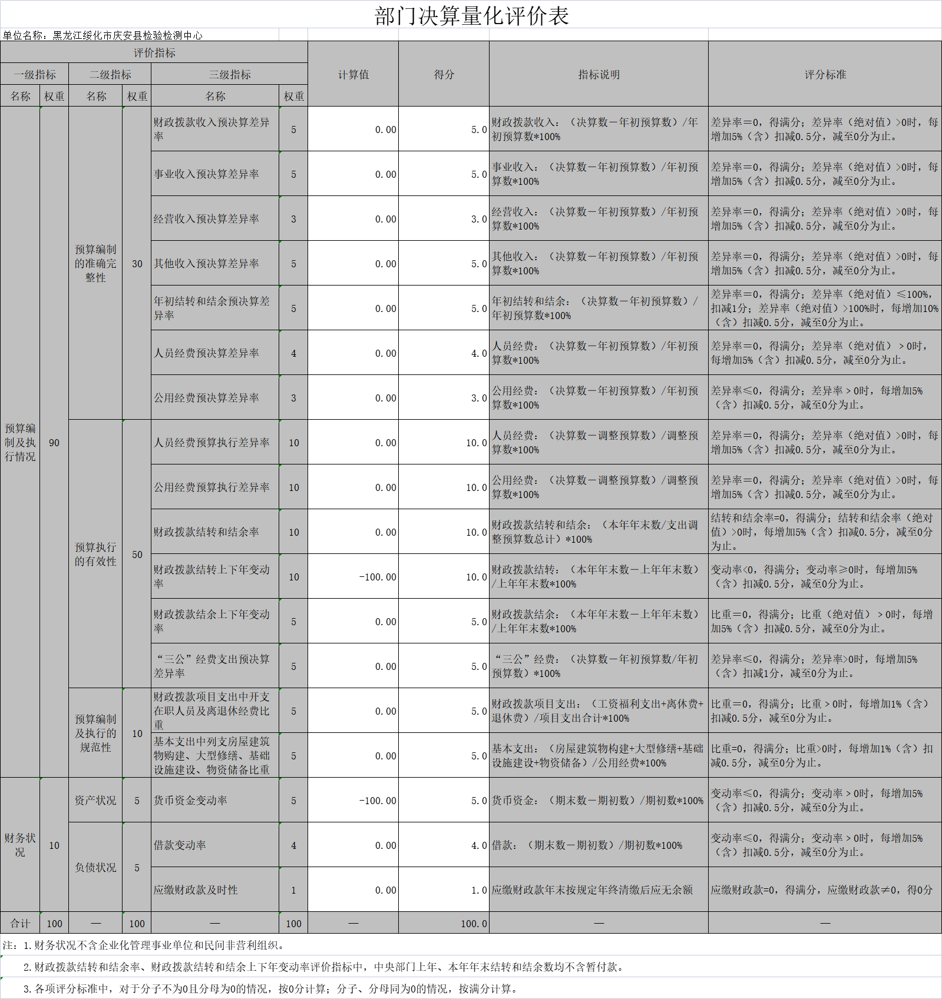 部门决算量化评价表
单位名称：黑龙江绥化市庆安县检验检测中心
评价指标 计算值 得分 指标说明 评分标准
一级指标 二级指标 三级指标
名称 权重 名称 权重 名称 权重
预算编制及执行情况 90 预算编制的准确完整性 30 财政拨款收入预决算差异率 5 0.00 5.0 财政拨款收入：（决算数－年初预算数）/年初预算数*100% 差异率＝0，得满分；差异率（绝对值）>0时，每增加5%（含）扣减0.5分，减至0分为止。
事业收入预决算差异率 5 0.00 5.0 事业收入：（决算数－年初预算数）/年初预算数*100% 差异率＝0，得满分；差异率（绝对值）>0时，每增加5%（含）扣减0.5分，减至0分为止。
经营收入预决算差异率 3 0.00 3.0 经营收入：（决算数－年初预算数）/年初预算数*100% 差异率＝0，得满分；差异率（绝对值）>0时，每增加5%（含）扣减0.5分，减至0分为止。
其他收入预决算差异率 5 0.00 5.0 其他收入：（决算数－年初预算数）/年初预算数*100% 差异率＝0，得满分；差异率（绝对值）>0时，每增加5%（含）扣减0.5分，减至0分为止。
年初结转和结余预决算差异率 5 0.00 5.0 年初结转和结余：（决算数－年初预算数）/年初预算数*100% 差异率＝0，得满分；差异率（绝对值）≤100%，扣减1分；差异率（绝对值）>100%时，每增加10%（含）扣减0.5分，减至0分为止。
人员经费预决算差异率 4 0.00 4.0 人员经费：（决算数－年初预算数）/年初预算数*100% 差异率＝0，得满分；差异率（绝对值）﹥0时，每增加5%（含）扣减0.5分，减至0分为止。
公用经费预决算差异率 3 0.00 3.0 公用经费：（决算数－年初预算数）/年初预算数*100% 差异率≤0，得满分；差异率﹥0时，每增加5%（含）扣减0.5分，减至0分为止。
预算执行的有效性 50 人员经费预算执行差异率 10 0.00 10.0 人员经费：（决算数－调整预算数）/调整预算数*100% 差异率＝0，得满分；差异率（绝对值）>0时，每增加5%（含）扣减0.5分，减至0分为止。
公用经费预算执行差异率 10 0.00 10.0 公用经费：（决算数－调整预算数）/调整预算数*100% 差异率＝0，得满分；差异率（绝对值）>0时，每增加5%（含）扣减0.5分，减至0分为止。
财政拨款结转和结余率 10 0.00 10.0 财政拨款结转和结余：（本年年末数/支出调整预算数总计）*100% 结转和结余率=0，得满分；结转和结余率（绝对值）>0时，每增加5%（含）扣减0.5分，减至0分为止。
财政拨款结转上下年变动率 10 -100.00 10.0 财政拨款结转：（本年年末数－上年年末数）/上年年末数*100% 变动率<0，得满分；变动率≥0时，每增加5%（含）扣减0.5分，减至0分为止。
财政拨款结余上下年变动率 5 0.00 5.0 财政拨款结余：（本年年末数－上年年末数）/上年年末数*100% 比重＝0，得满分；比重（绝对值）﹥0时，每增加5%（含）扣减0.5分，减至0分为止。
“三公”经费支出预决算差异率 5 0.00 5.0 “三公”经费：（决算数－年初预算数/年初预算数）*100% 差异率≤0，得满分；差异率>0时，每增加5%（含）扣减1分，减至0分为止。
预算编制及执行的规范性 10 财政拨款项目支出中开支在职人员及离退休经费比重 5 0.00 5.0 财政拨款项目支出：（工资福利支出+离休费+退休费）/项目支出合计*100% 比重＝0，得满分；比重﹥0时，每增加1%（含）扣减0.5分，减至0分为止。
基本支出中列支房屋建筑物购建、大型修缮、基础设施建设、物资储备比重 5 0.00 5.0 基本支出：（房屋建筑物构建+大型修缮+基础设施建设+物资储备）/公用经费*100% 比重=0，得满分；比重>0时，每增加1%（含）扣减0.5分，减至0分为止。
财务状况 10 资产状况 5 货币资金变动率 5 -100.00 5.0 货币资金：（期末数－期初数）/期初数*100% 变动率≤0，得满分；变动率﹥0时，每增加5%（含）扣减0.5分，减至0分为止。
负债状况 5 借款变动率 4 0.00 4.0 借款：（期末数－期初数）/期初数*100% 变动率≤0，得满分；变动率﹥0时，每增加5%（含）扣减0.5分，减至0分为止。
应缴财政款及时性 1 0.00 1.0 应缴财政款年末按规定年终清缴后应无余额 应缴财政款=0，得满分，应缴财政款≠0，得0分
合计 100 — 100 — 100 — 100.0 — —
注：1.财务状况不含企业化管理事业单位和民间非营利组织。
2.财政拨款结转和结余率、财政拨款结转和结余上下年变动率评价指标中，中央部门上年、本年年末结转和结余数均不含暂付款。
3.各项评分标准中，对于分子不为0且分母为0的情况，按0分计算；分子、分母同为0的情况，按满分计算。